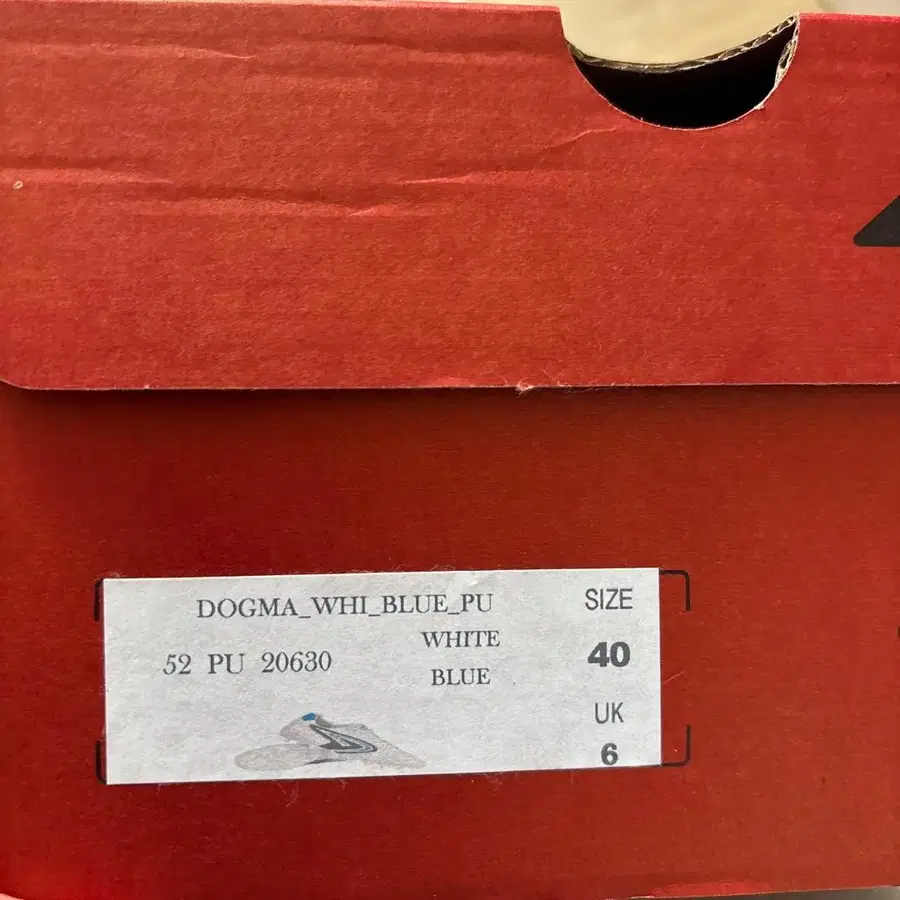 DOGMA_WHI_BLUE_PU
52 PU 20630
WHITE
BLUE
SIZE
40
UK
6